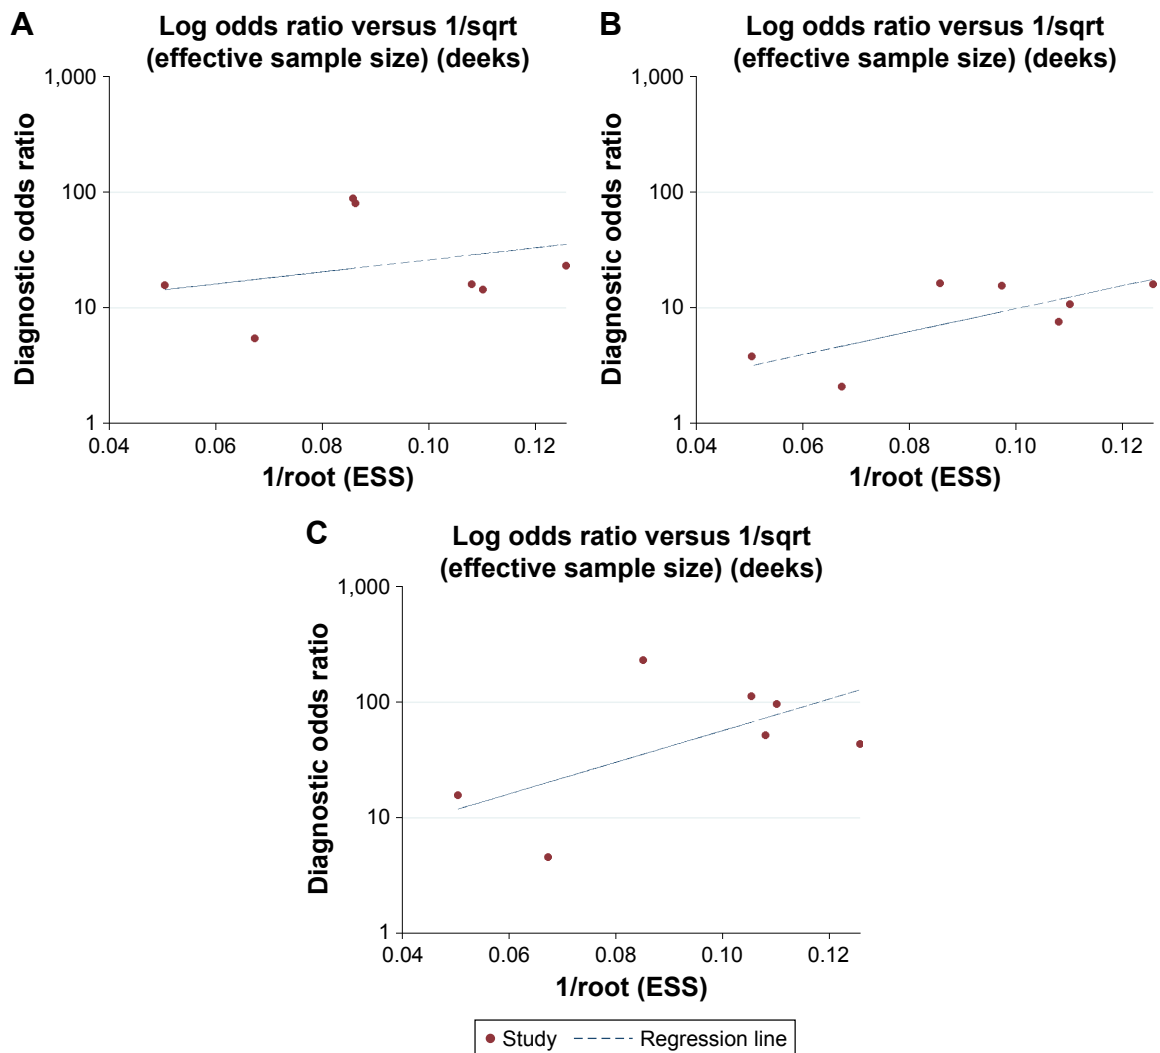 A
Log odds ratio versus 1/sqrt
(effective sample size) (deeks)
Diagnostic odds ratio
1,000
100
10
1
0.04 0.06 0.08 0.10 0.12
1/root (ESS)
B
Log odds ratio versus 1/sqrt
(effective sample size) (deeks)
Diagnostic odds ratio
1,000
100
10
1
0.04 0.06 0.08 0.10 0.12
1/root (ESS)
C
Log odds ratio versus 1/sqrt
(effective sample size) (deeks)
Diagnostic odds ratio
1,000
100
10
1
0.04 0.06 0.08 0.10 0.12
1/root (ESS)
Study Regression line